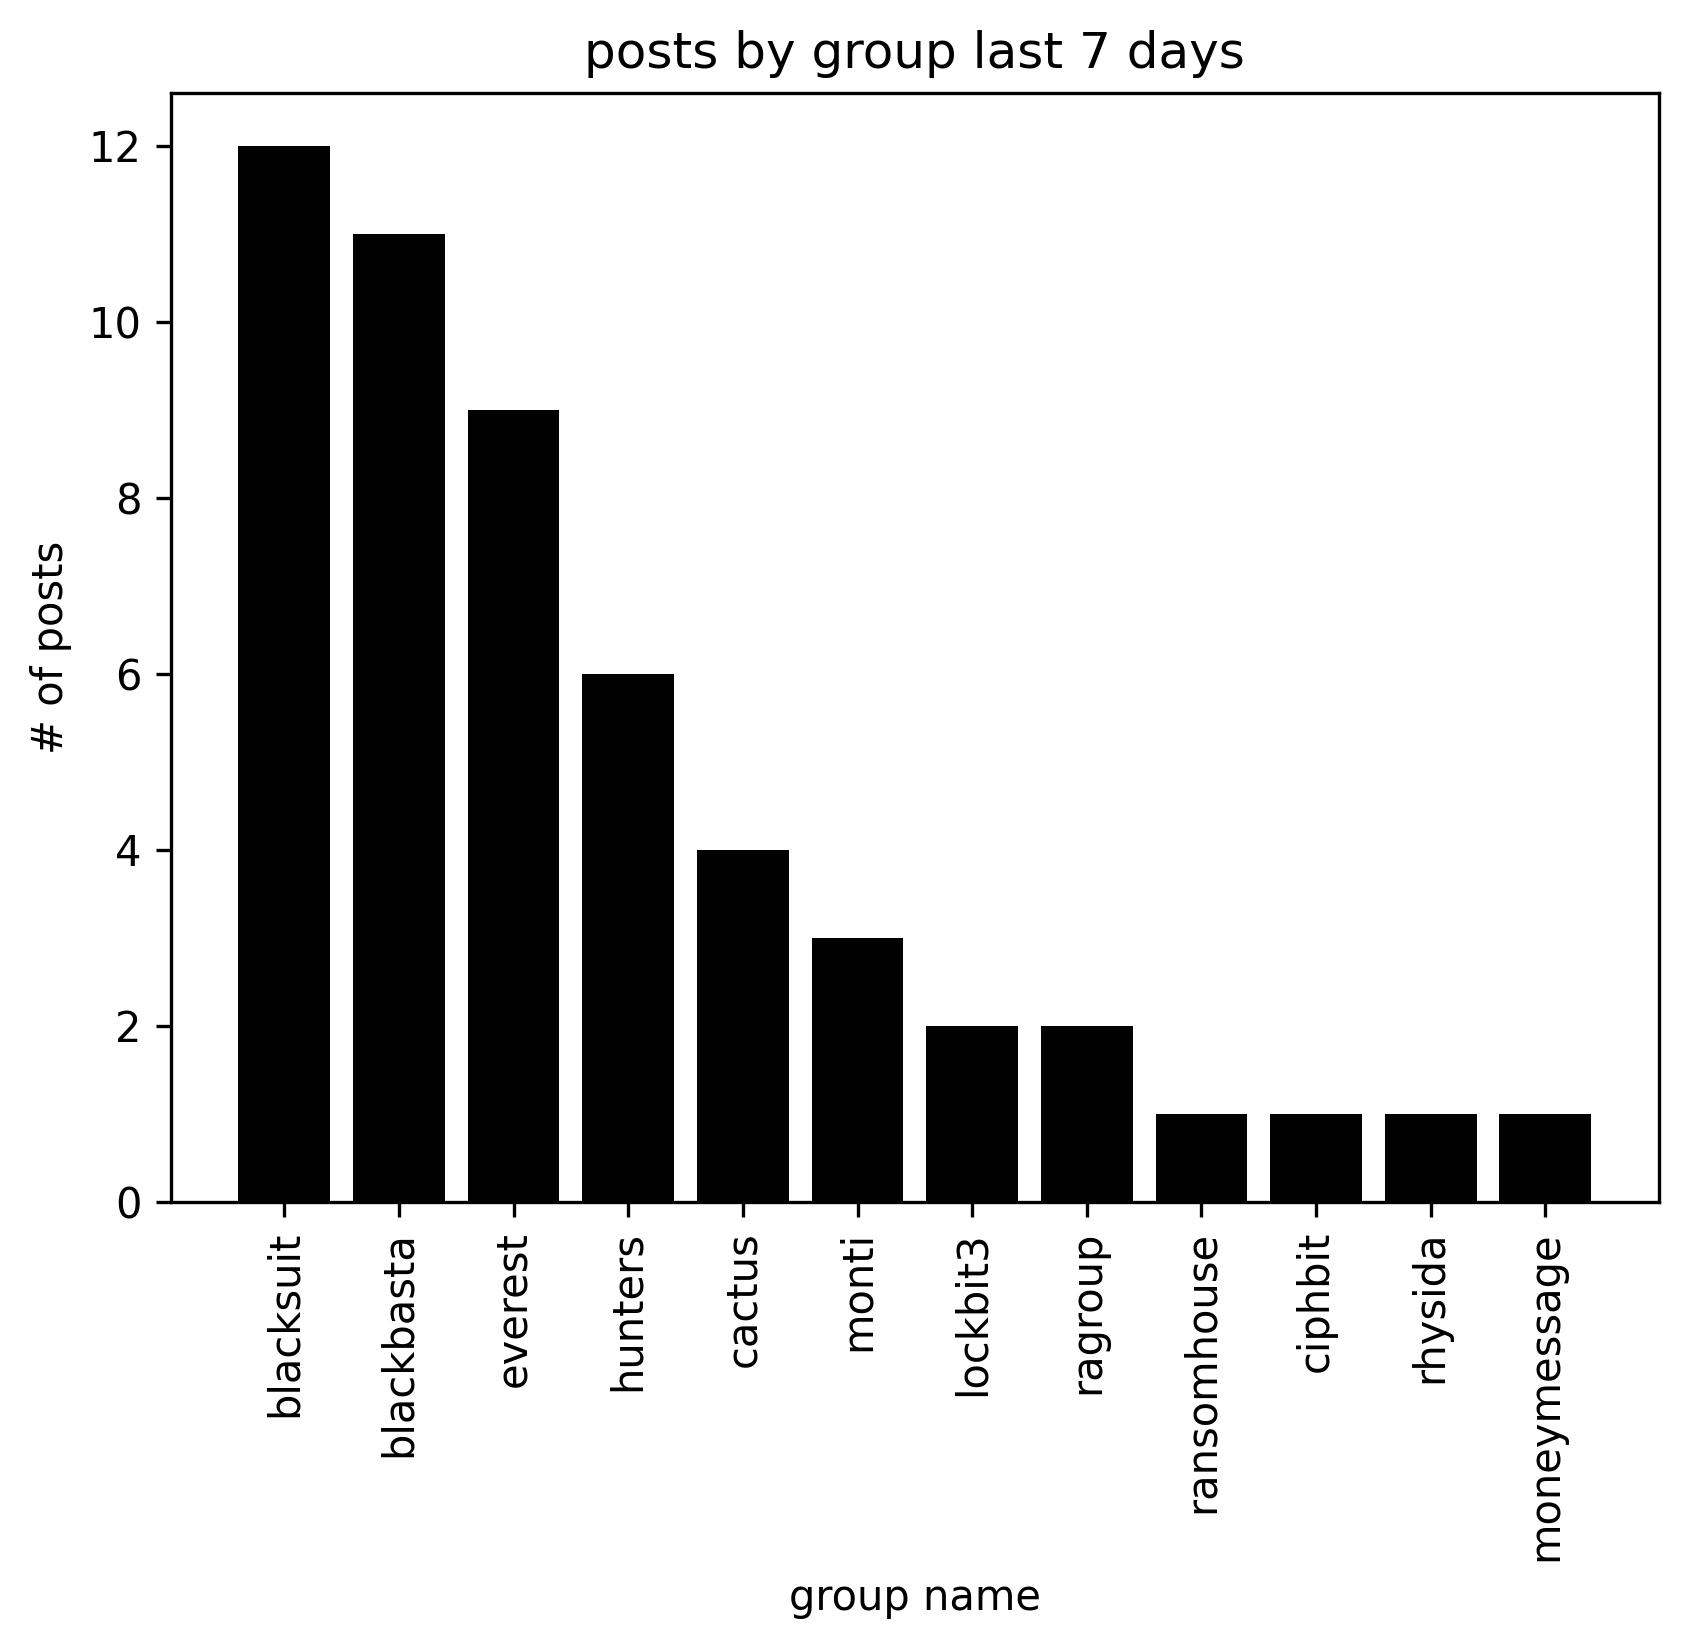 posts by group last 7 days
# of posts
12
10
8
6
4
2
0
blacksuit
blackbasta
everest
hunters
cactus
monti
lockbit3
ragroup
ransomhouse
ciphbit
rhysida
moneymessage
group name